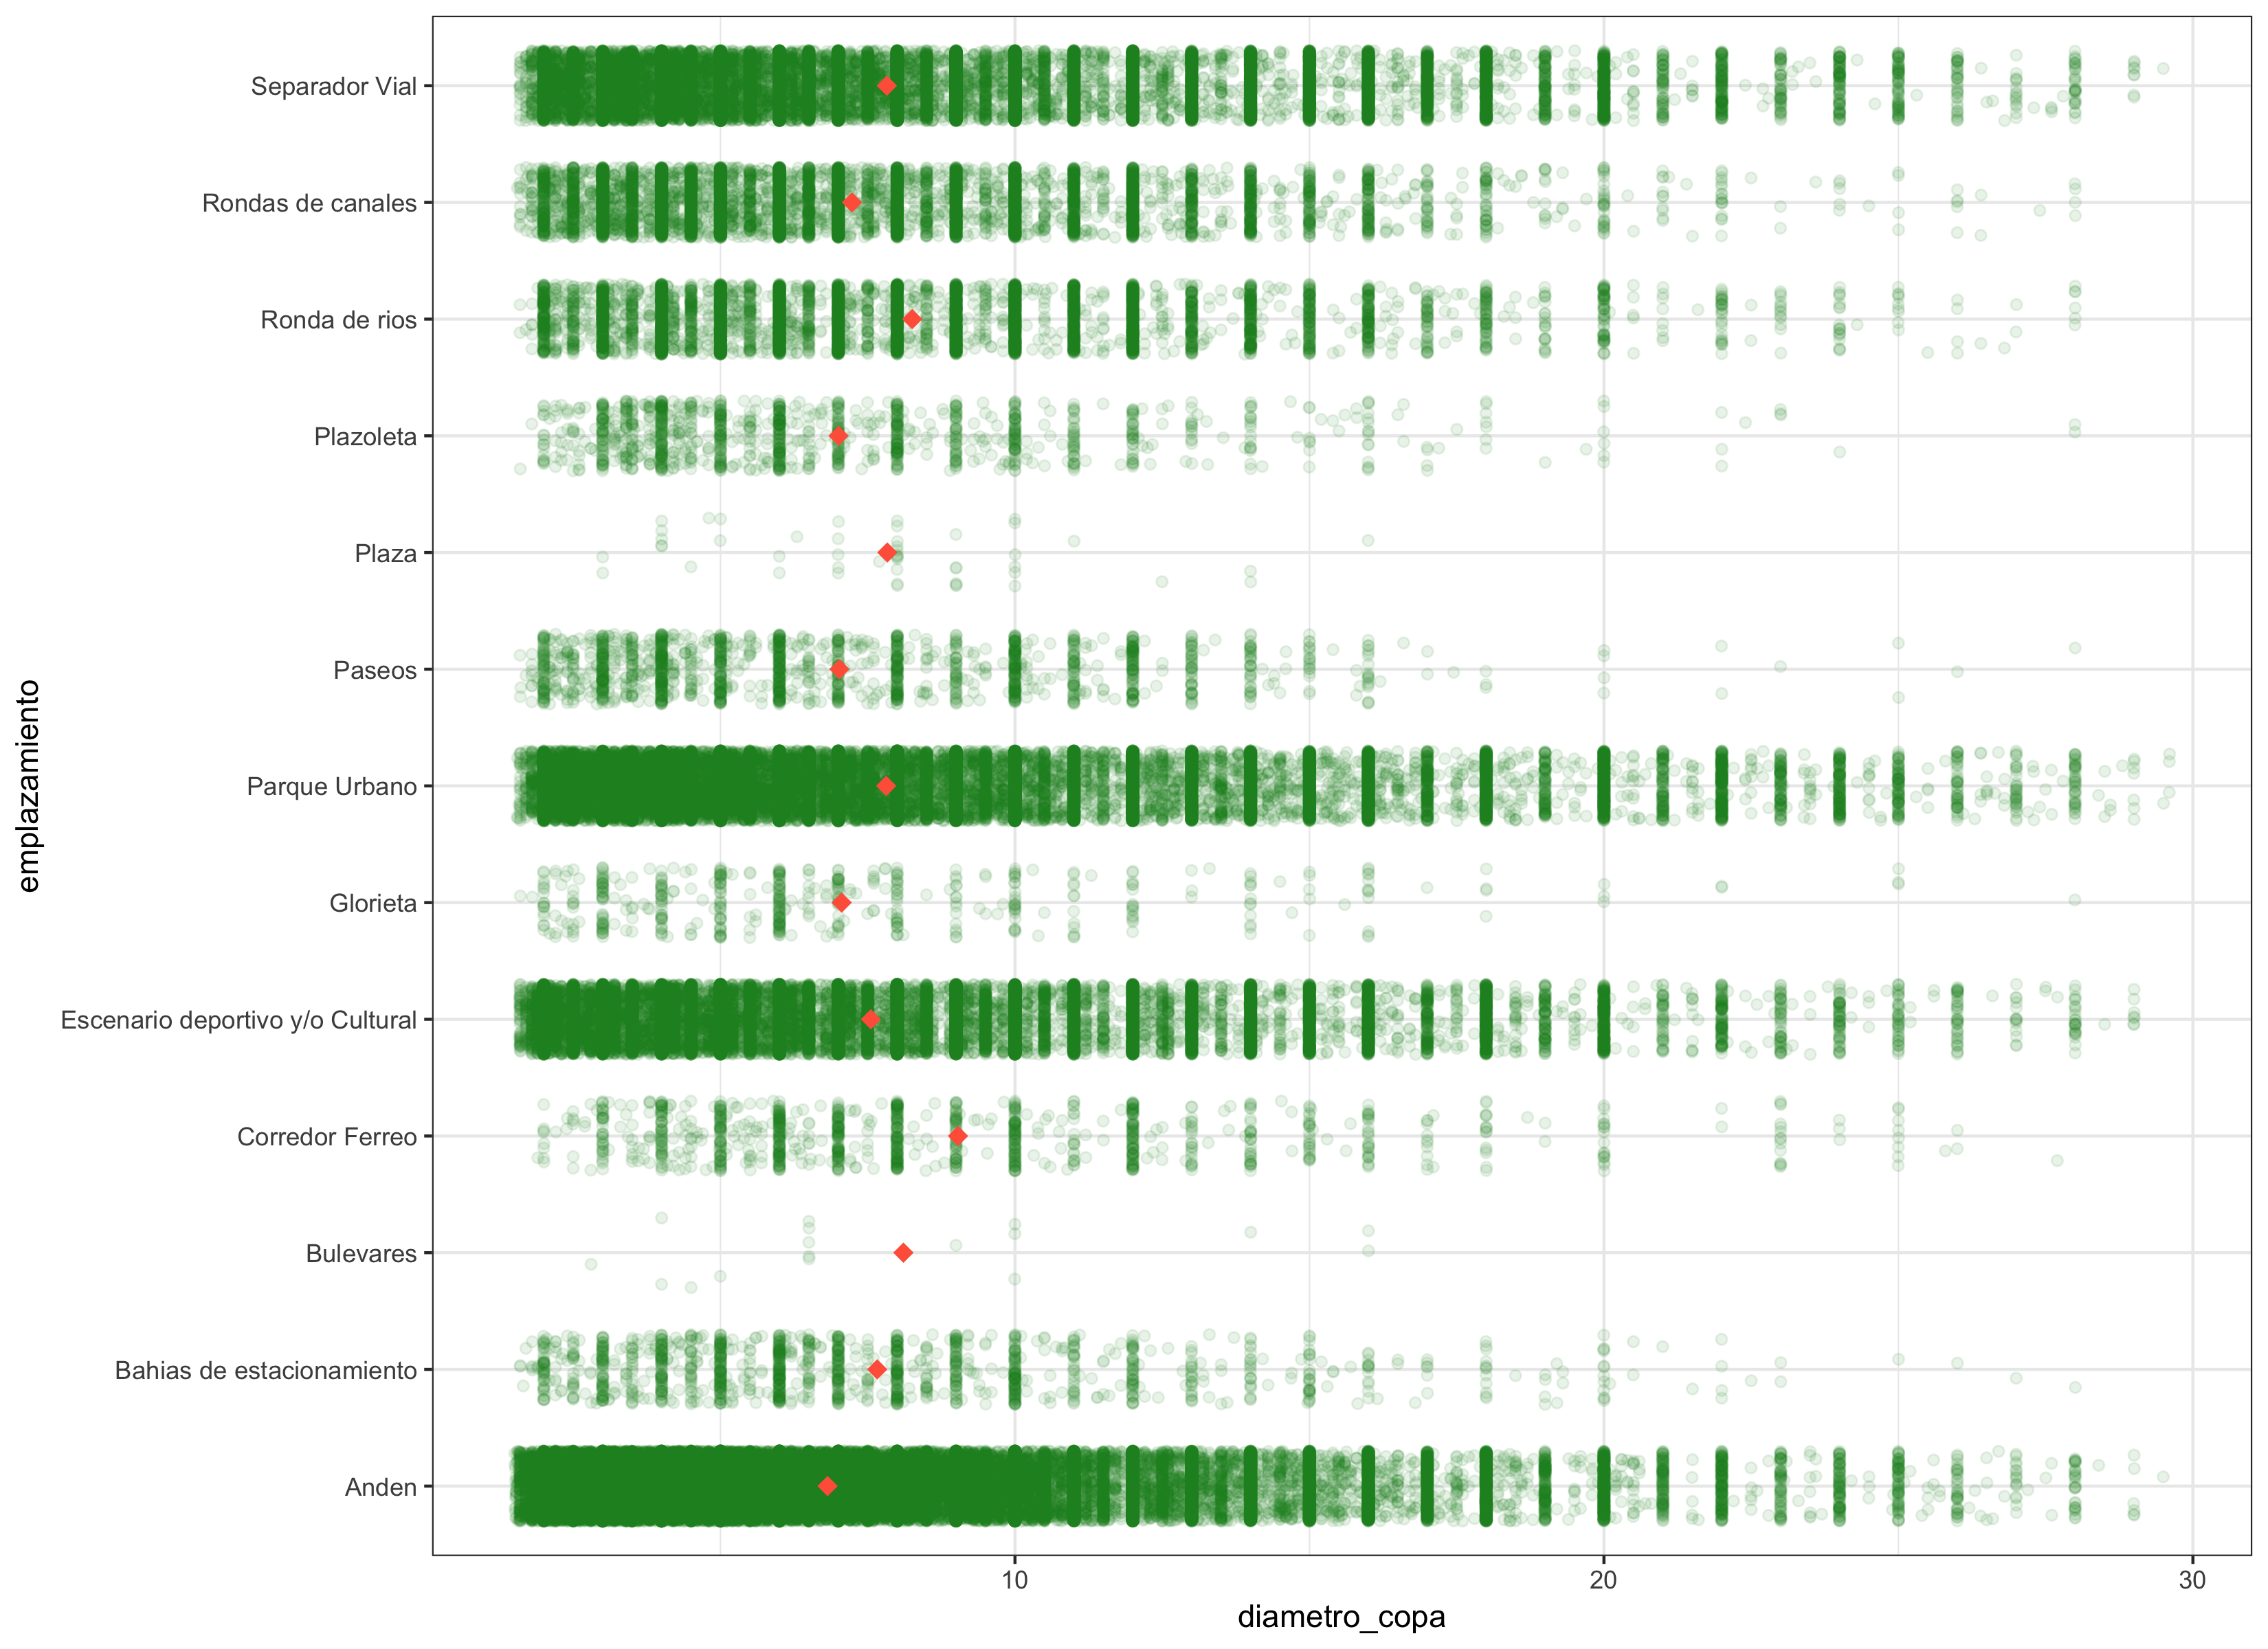 emplazamiento
Separador Vial
Rondas de canales
Ronda de rios
Plazoleta
Plaza
Paseos
Parque Urbano
Glorieta
Escenario deportivo y/o Cultural
Corredor Ferreo
Bulevares
Bahias de estacionamiento
Anden
10 20 30
diametro_copa